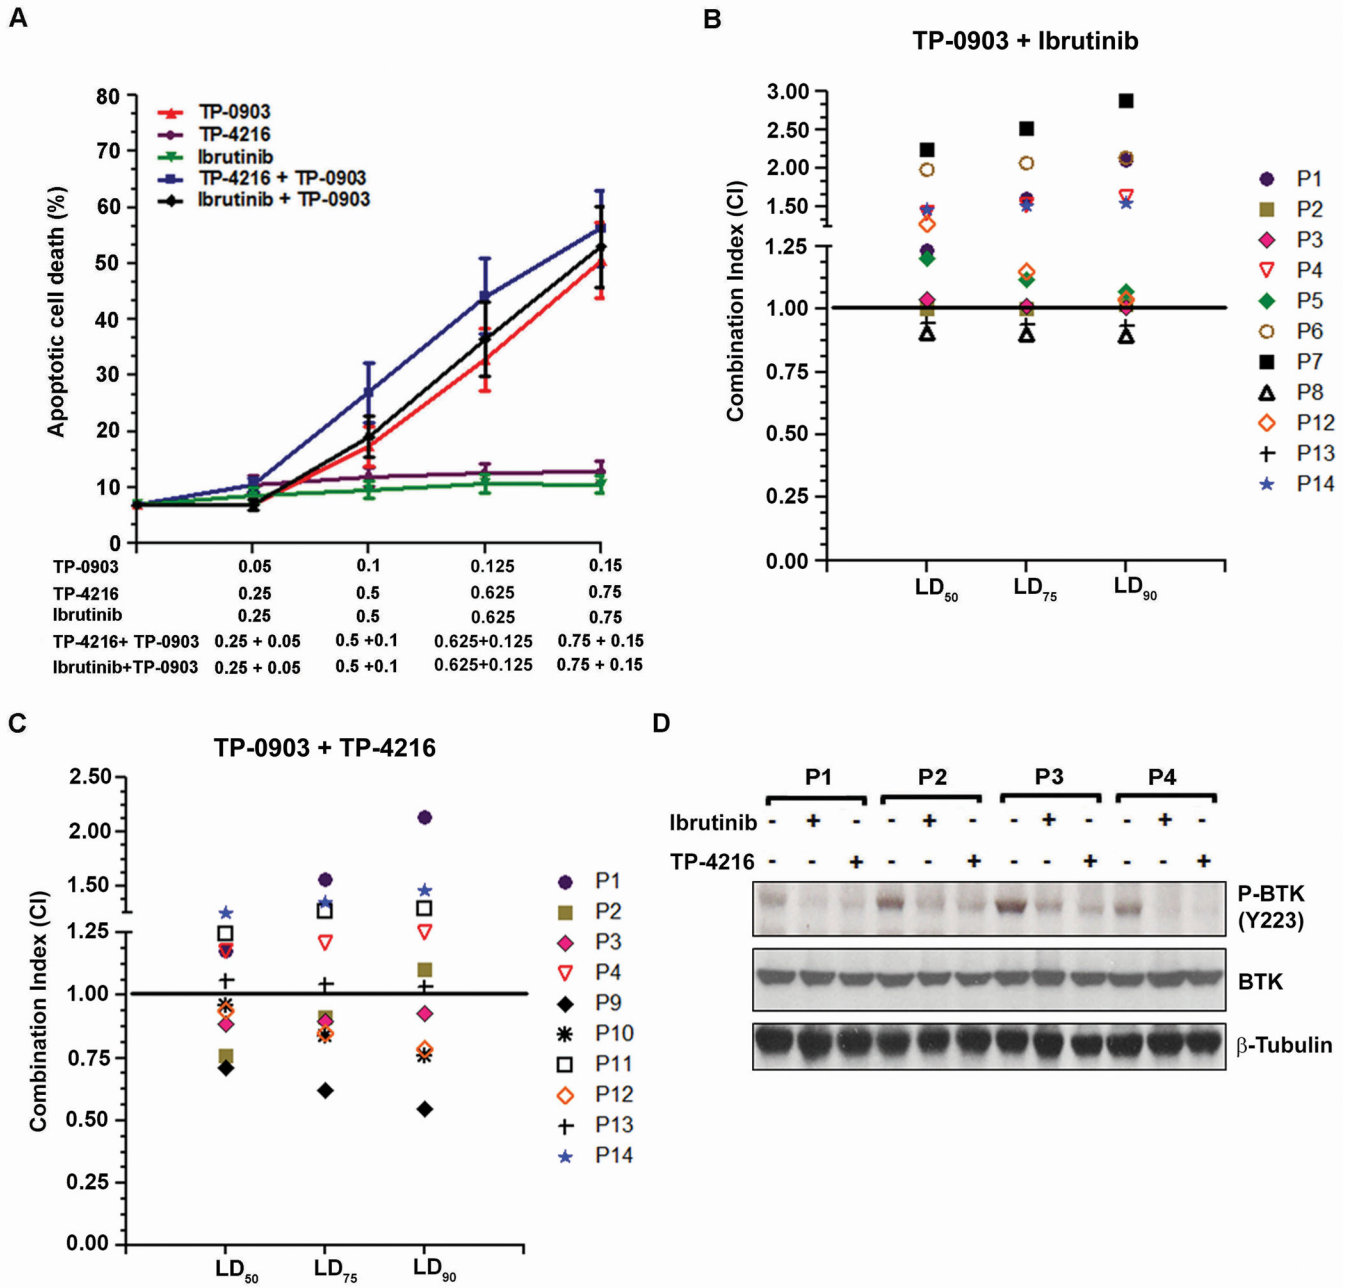 A
Apoptotic cell death (%)
80
70
60
50
40
30
20
10
0
TP-0903
TP-4216
Ibrutinib
TP-4216 + TP-0903
Ibrutinib + TP-0903
TP-0903 0.05 0.1 0.125 0.15
TP-4216 0.25 0.5 0.625 0.75
Ibrutinib 0.25 0.5 0.625 0.75
TP-4216+ TP-0903 0.25 + 0.05 0.5 +0.1 0.625+0.125 0.75 + 0.15
Ibrutinib+TP-0903 0.25 + 0.05 0.5 +0.1 0.625+0.125 0.75 + 0.15
B
TP-0903 + Ibrutinib
Combination Index (CI)
3.00
2.50
2.00
1.50
1.25
1.00
0.75
0.50
0.25
0.00
LD50 LD75 LD90
P1
P2
P3
P4
P5
P6
P7
P8
P12
P13
P14
C
TP-0903 + TP-4216
Combination Index (CI)
2.50
2.00
1.50
1.25
1.00
0.75
0.50
0.25
0.00
LD50 LD75 LD90
P1
P2
P3
P4
P9
P10
P11
P12
P13
P14
D
P1 P2 P3 P4
Ibrutinib - + - - + - - + - - + -
TP-4216 - - + - - + - - + - - +
P-BTK
(Y223)
BTK
β-Tubulin